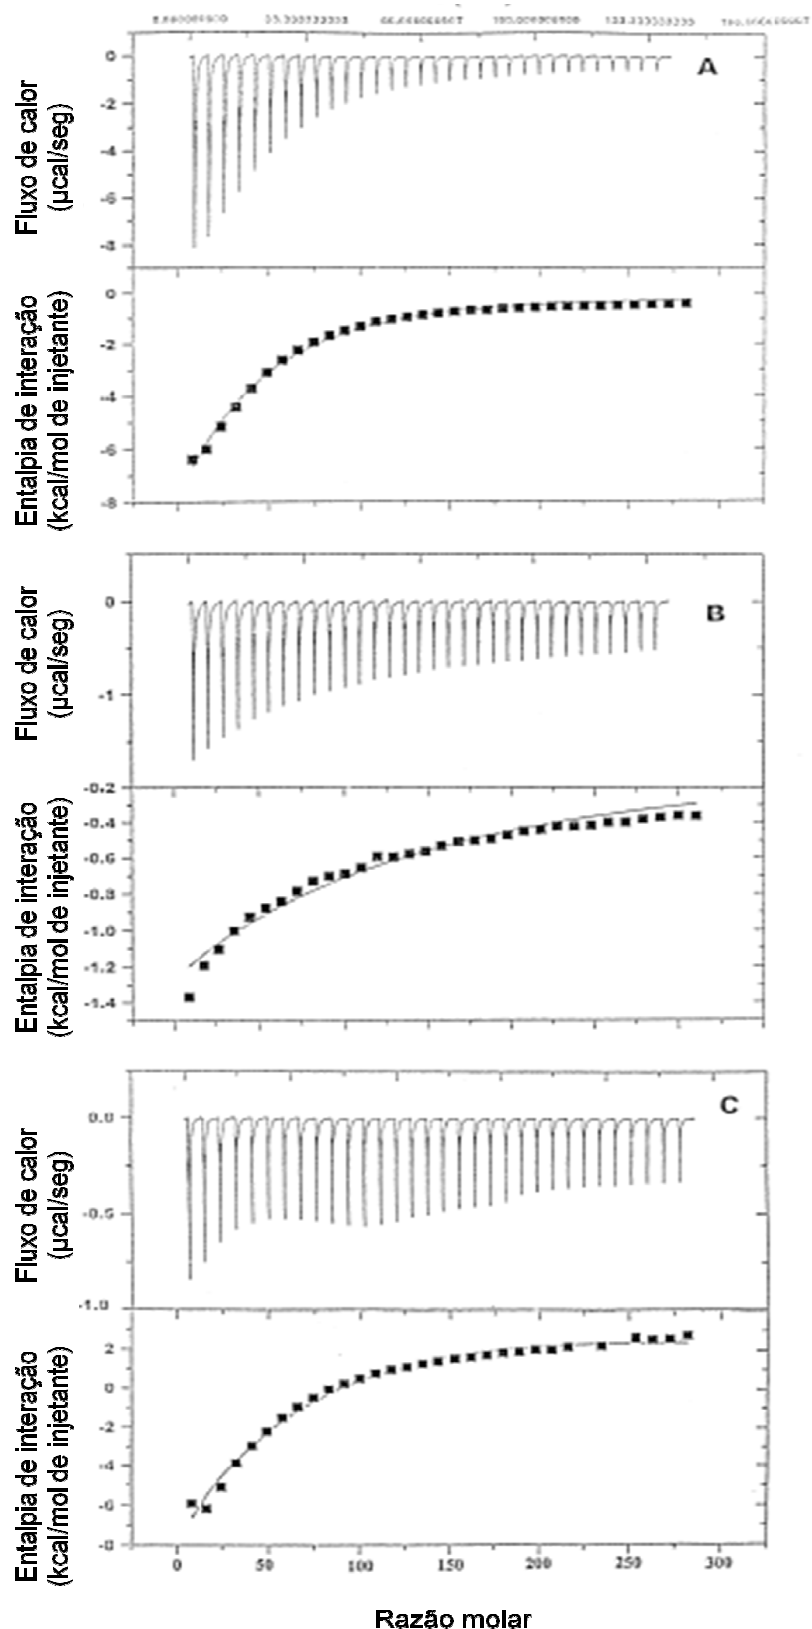 A
0
-2
-4
-6
-8
Fluxo de calor
(µcal/seg)
0
-2
-4
-6
-8
Entalpia de interação
(kcal/mol de injetante)
B
0
-1
Fluxo de calor
(µcal/seg)
-0.2
-0.4
-0.6
-0.8
-1.0
-1.2
-1.4
Entalpia de interação
(kcal/mol de injetante)
C
0.0
-0.5
-1.0
Fluxo de calor
(µcal/seg)
2
0
-2
-4
-6
-8
Entalpia de interação
(kcal/mol de injetante)
0 50 100 150 200 250 300
Razão molar